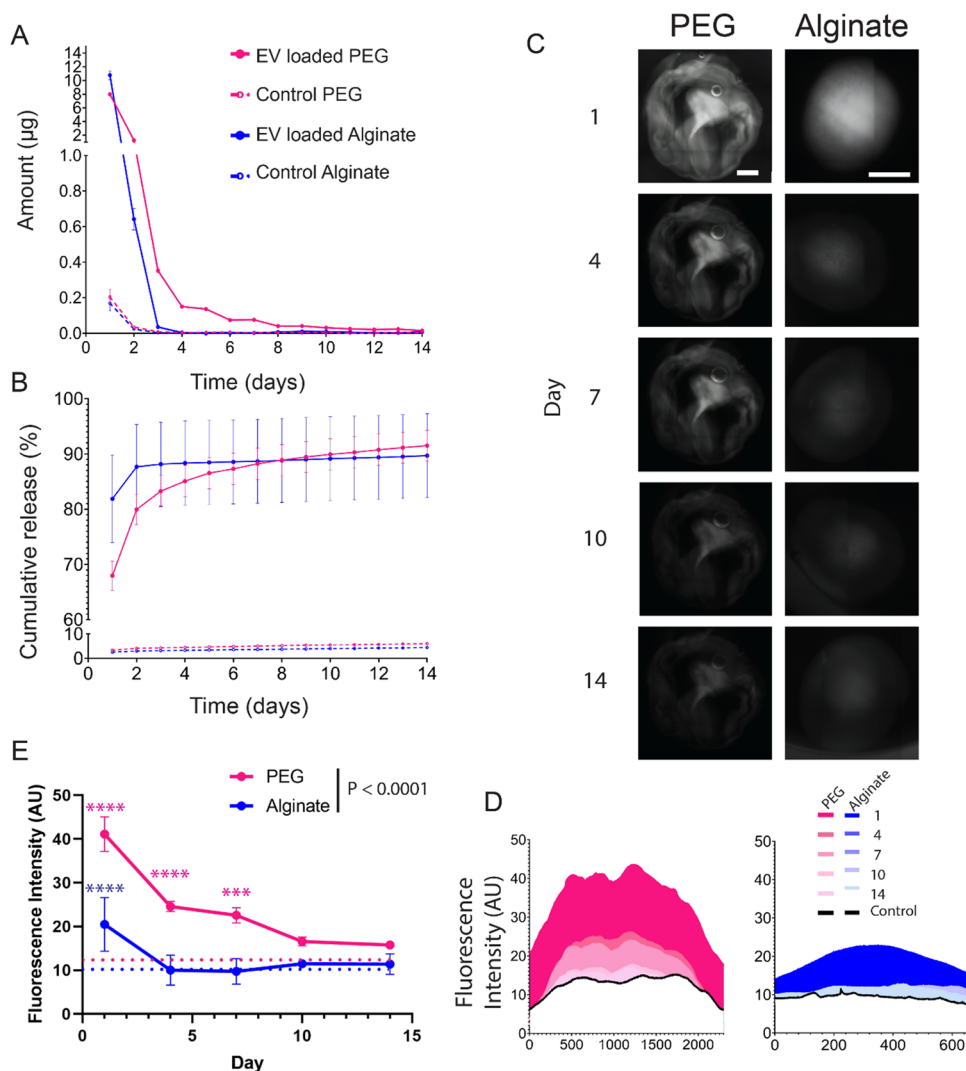 A
14
12
10
8
6
4
2
1.0
0.8
0.6
0.4
0.2
0.0
Amount (µg)
0 2 4 6 8 10 12 14
Time (days)
EV loaded PEG
Control PEG
EV loaded Alginate
Control Alginate
B
100
90
80
70
60
10
0
Cumulative release (%)
0 2 4 6 8 10 12 14
Time (days)
C
PEG Alginate
Day
1
4
7
10
14
E
PEG
Alginate
P < 0.0001
50
40
30
20
10
0
Fluorescence Intensity (AU)
****
****
****
***
0 5 10 15
Day
D
PEG Alginate
1
4
7
10
14
Control
50
40
30
20
10
0
Fluorescence
Intensity (AU)
0 500 1000 1500 2000
50
40
30
20
10
0
0 200 400 600